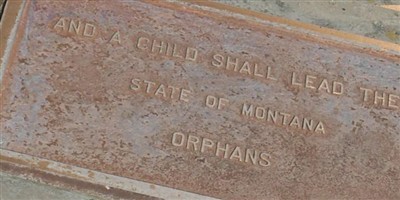 AND A CHILD SHALL LEAD THE
STATE OF MONTANA
ORPHANS